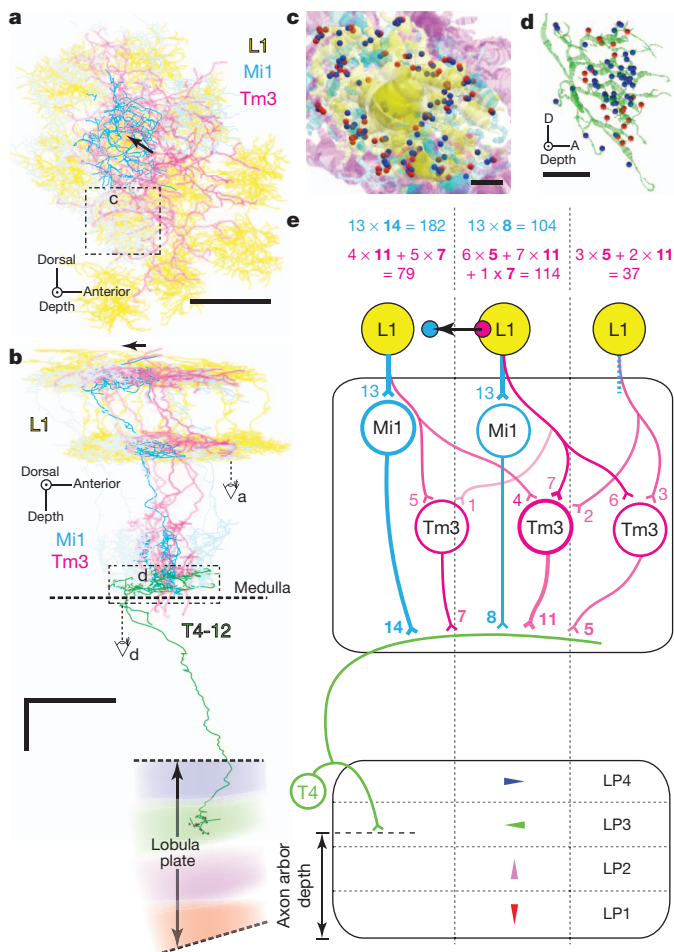 a
L1
Mi1
Tm3
c
Dorsal
Anterior
Depth
b
L1
Dorsal
Anterior
Depth
a
Mi1
Tm3
d
Medulla
T4-12
d
Lobula
plate
c
d
D
A
Depth
e
13 × 14 = 182
13 × 8 = 104
4 × 11 + 5 × 7
= 79
6 × 5 + 7 × 11
+ 1 x 7 = 114
3 × 5 + 2 × 11
= 37
L1
L1
L1
13
13
Mi1
Mi1
5
1
4
7
2
6
3
Tm3
Tm3
Tm3
14
7
8
11
5
T4
LP4
LP3
LP2
LP1
Axon arbor
depth